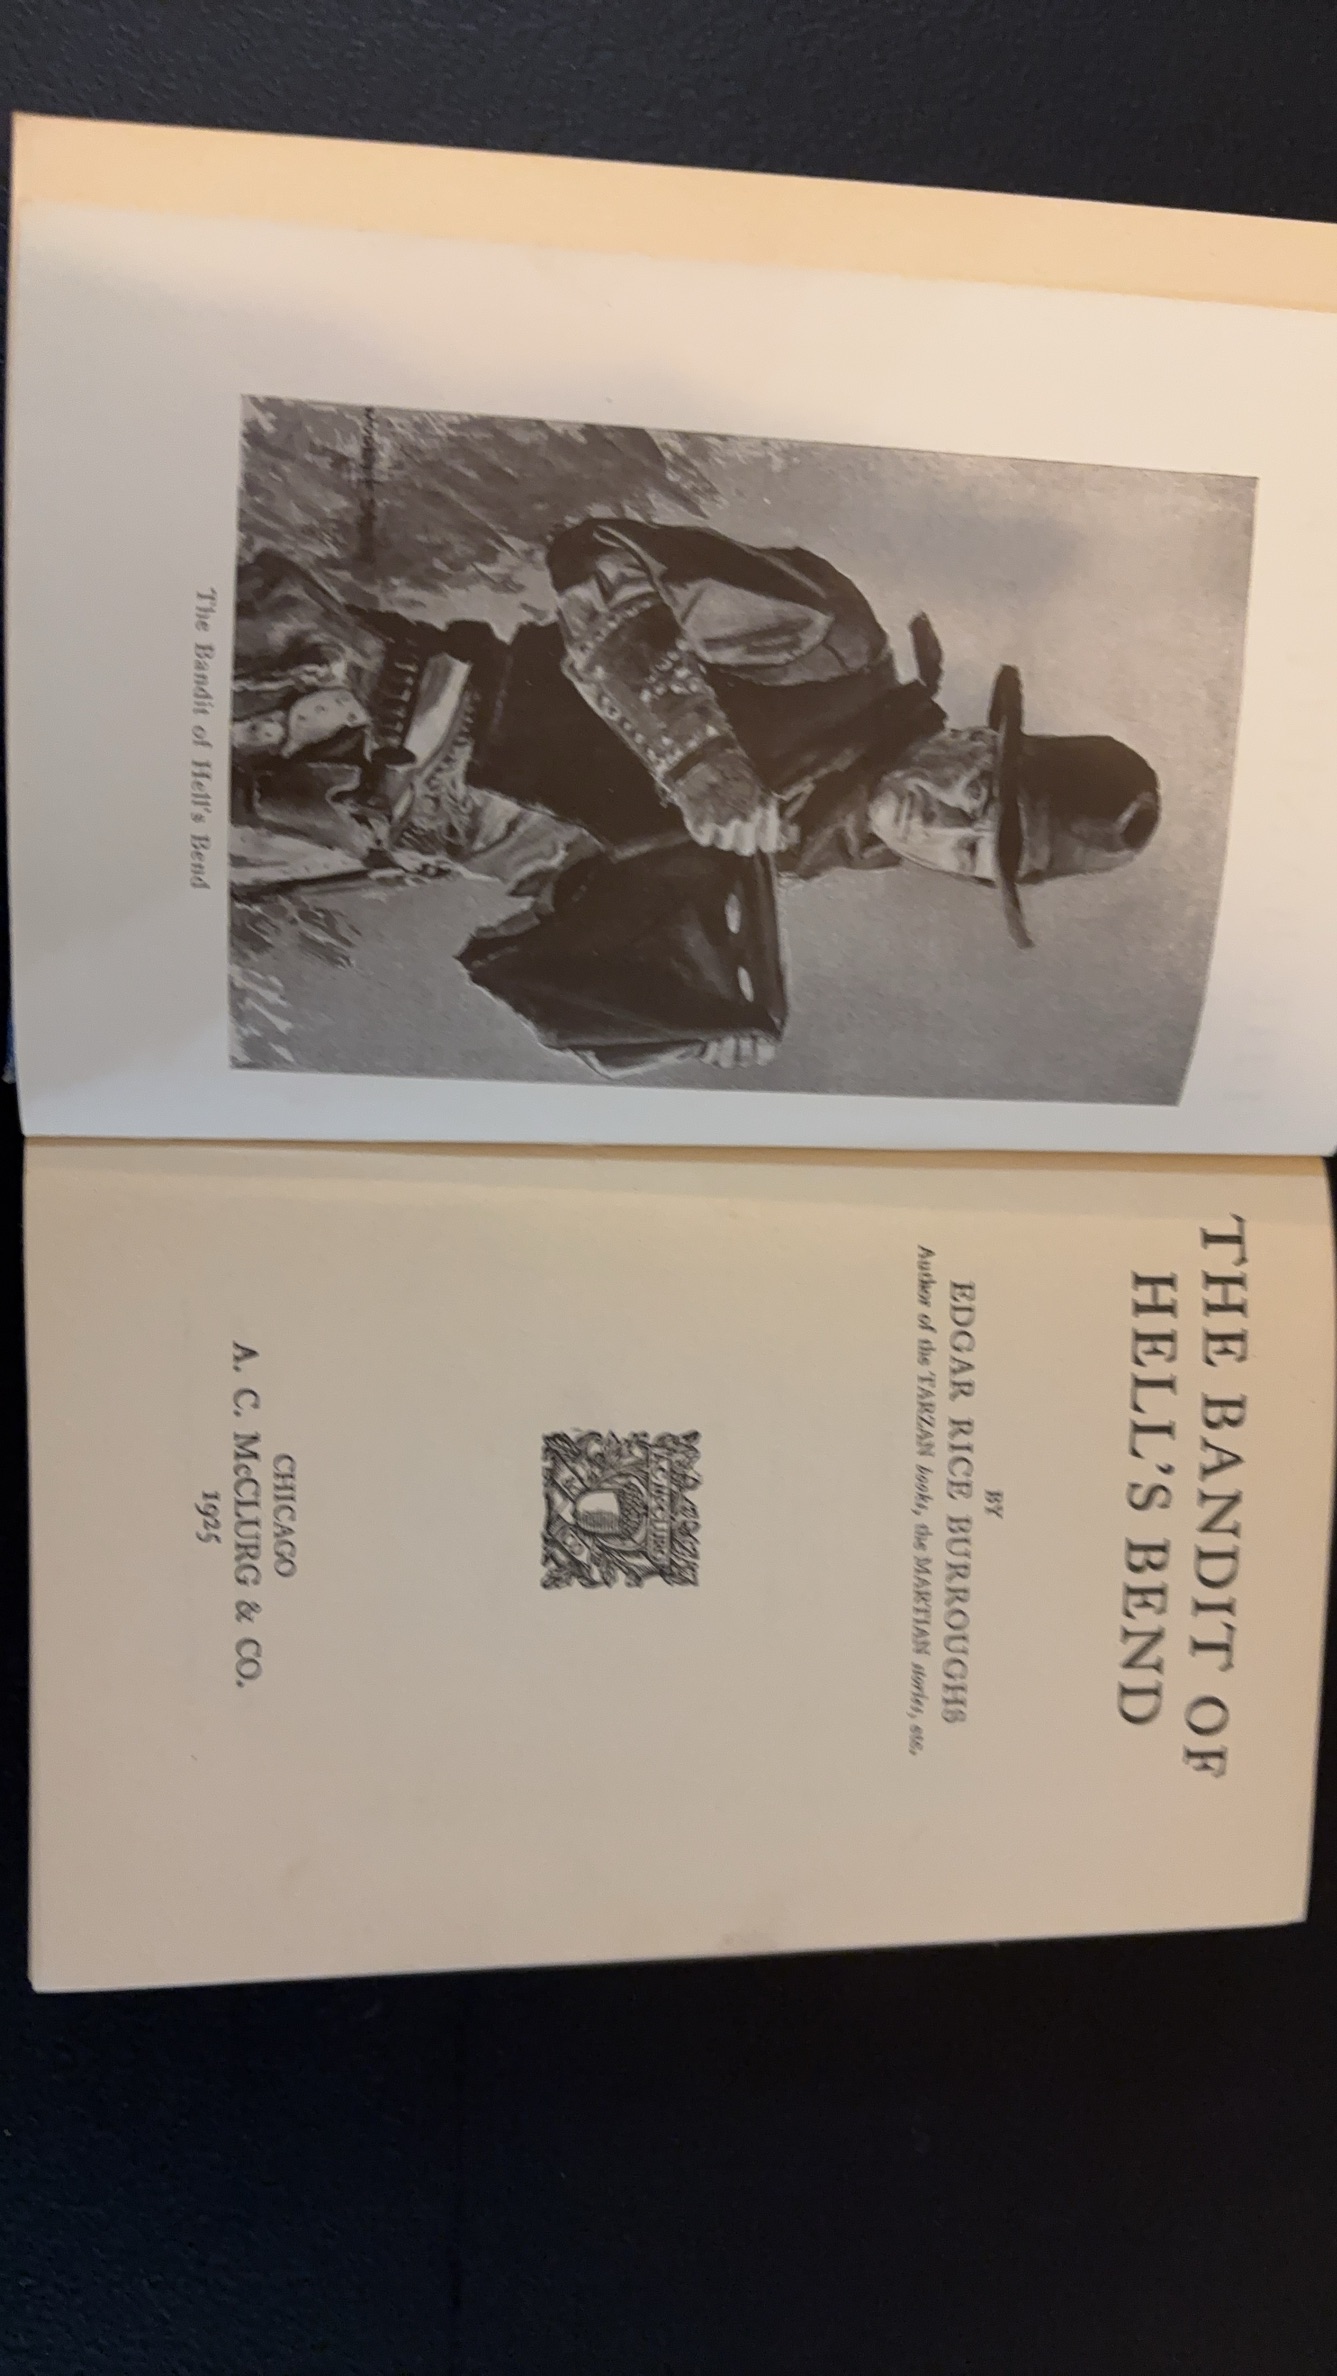 The Bandit of Hell's Bend
THE BANDIT OF
HELL'S BEND
BY
EDGAR RICE BURROUGHS
Author of the TARZAN books, the MARTIAN stories, etc.
A.C. McCLURG
CHICAGO
A. C. McCLURG & CO.
1925